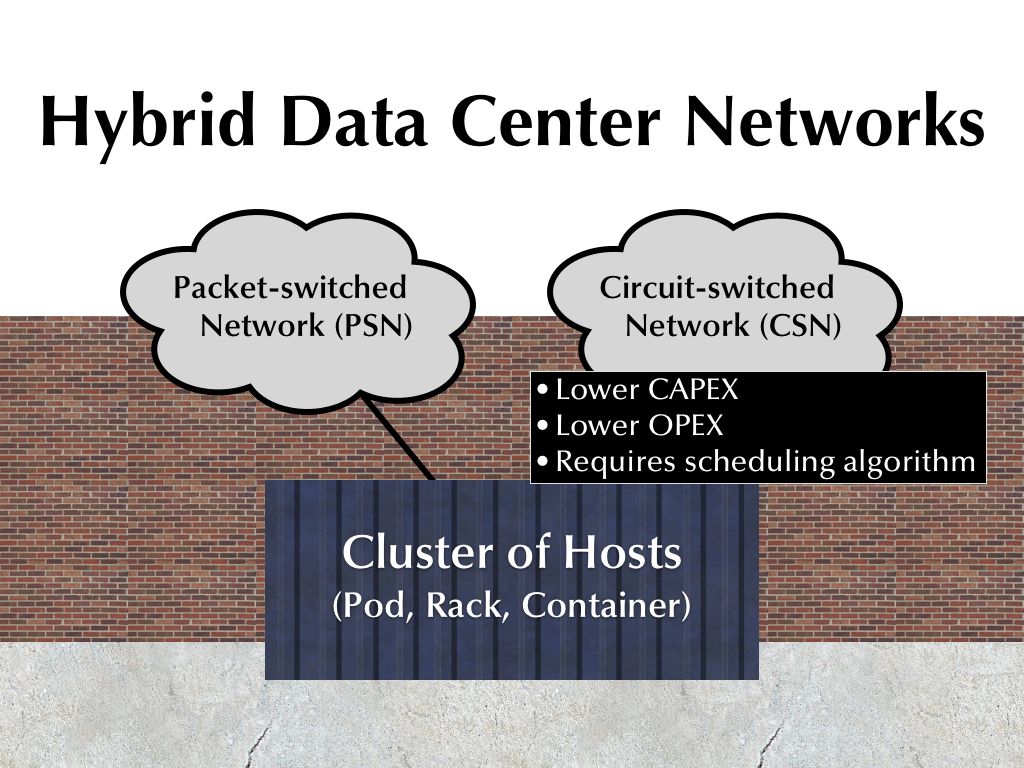 Hybrid Data Center Networks
Packet-switched
Network (PSN)
Circuit-switched
Network (CSN)
•Lower CAPEX
•Lower OPEX
•Requires scheduling algorithm
Cluster of Hosts
(Pod, Rack, Container)